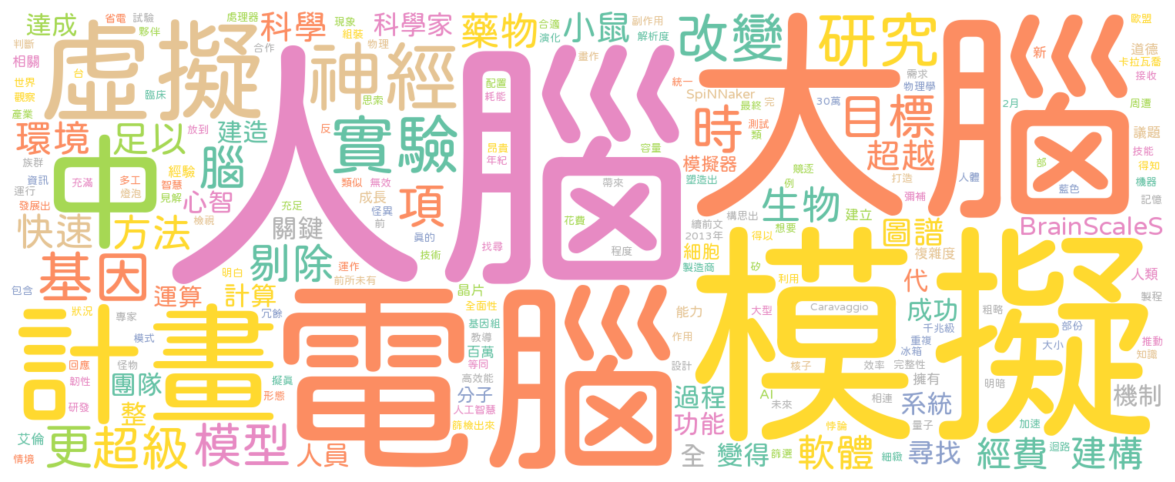 達成
省電
試驗
科學
處理器
現象
科學家
藥物
合適
小鼠
副作用
改變
研究
新
歐盟
判斷
夥伴
虛擬
合作
組裝
物理
神經
演化
解析度
畫作
大腦
道德
卡拉瓦喬
相關
世界
台
觀察
臨床
思索
人腦
配置
耗能
統一
SpiNNaker
需求
物理學
接收
產業
環境
足以
放到
建造
反
實驗
昂貴
年紀
容量
時
最終
完
測試
類
30萬
目標
2月
周遭
議題
中
腦
族群
資訊
運行
發展出
充滿
多工
燈泡
經驗
智慧
見解
心智
類似
無效
成長
怪異
前
項
帶來
模擬器
塑造出
競逐
例
超越
打造
人體
部
藍色
技能
得知
機器
記憶
快速
方法
檢視
充足
關鍵
真的
找尋
花費
程度
續前文
2013年
構思出
想要
生物
建立
得以
彌補
圖譜
複雜度
BrainScaleS
基因
剔除
運作
前所未有
技術
細胞
製造商
矽
利用
代
人類
包含
運算
明白
計算
冗餘
晶片
全面性
能力
大型
Caravaggio
粗略
成功
千兆級
製程
計畫
狀況
專家
模式
電腦
基因組
教導
百萬
等同
作用
模擬
重複
冰箱
部份
大小
推動
知識
回應
怪物
韌性
團隊
擬真
形態
高效能
分子
人工智慧
設計
AI
核子
效率
完整性
擁有
明暗
機制
研發
整
篩繪出來
過程
功能
未來
相連
悖論
量子
系統
加速
艾倫
情境
更
超級
模型
人員
全
變得
篩選
軟體
細緻
尋找
經費
迴路
建構